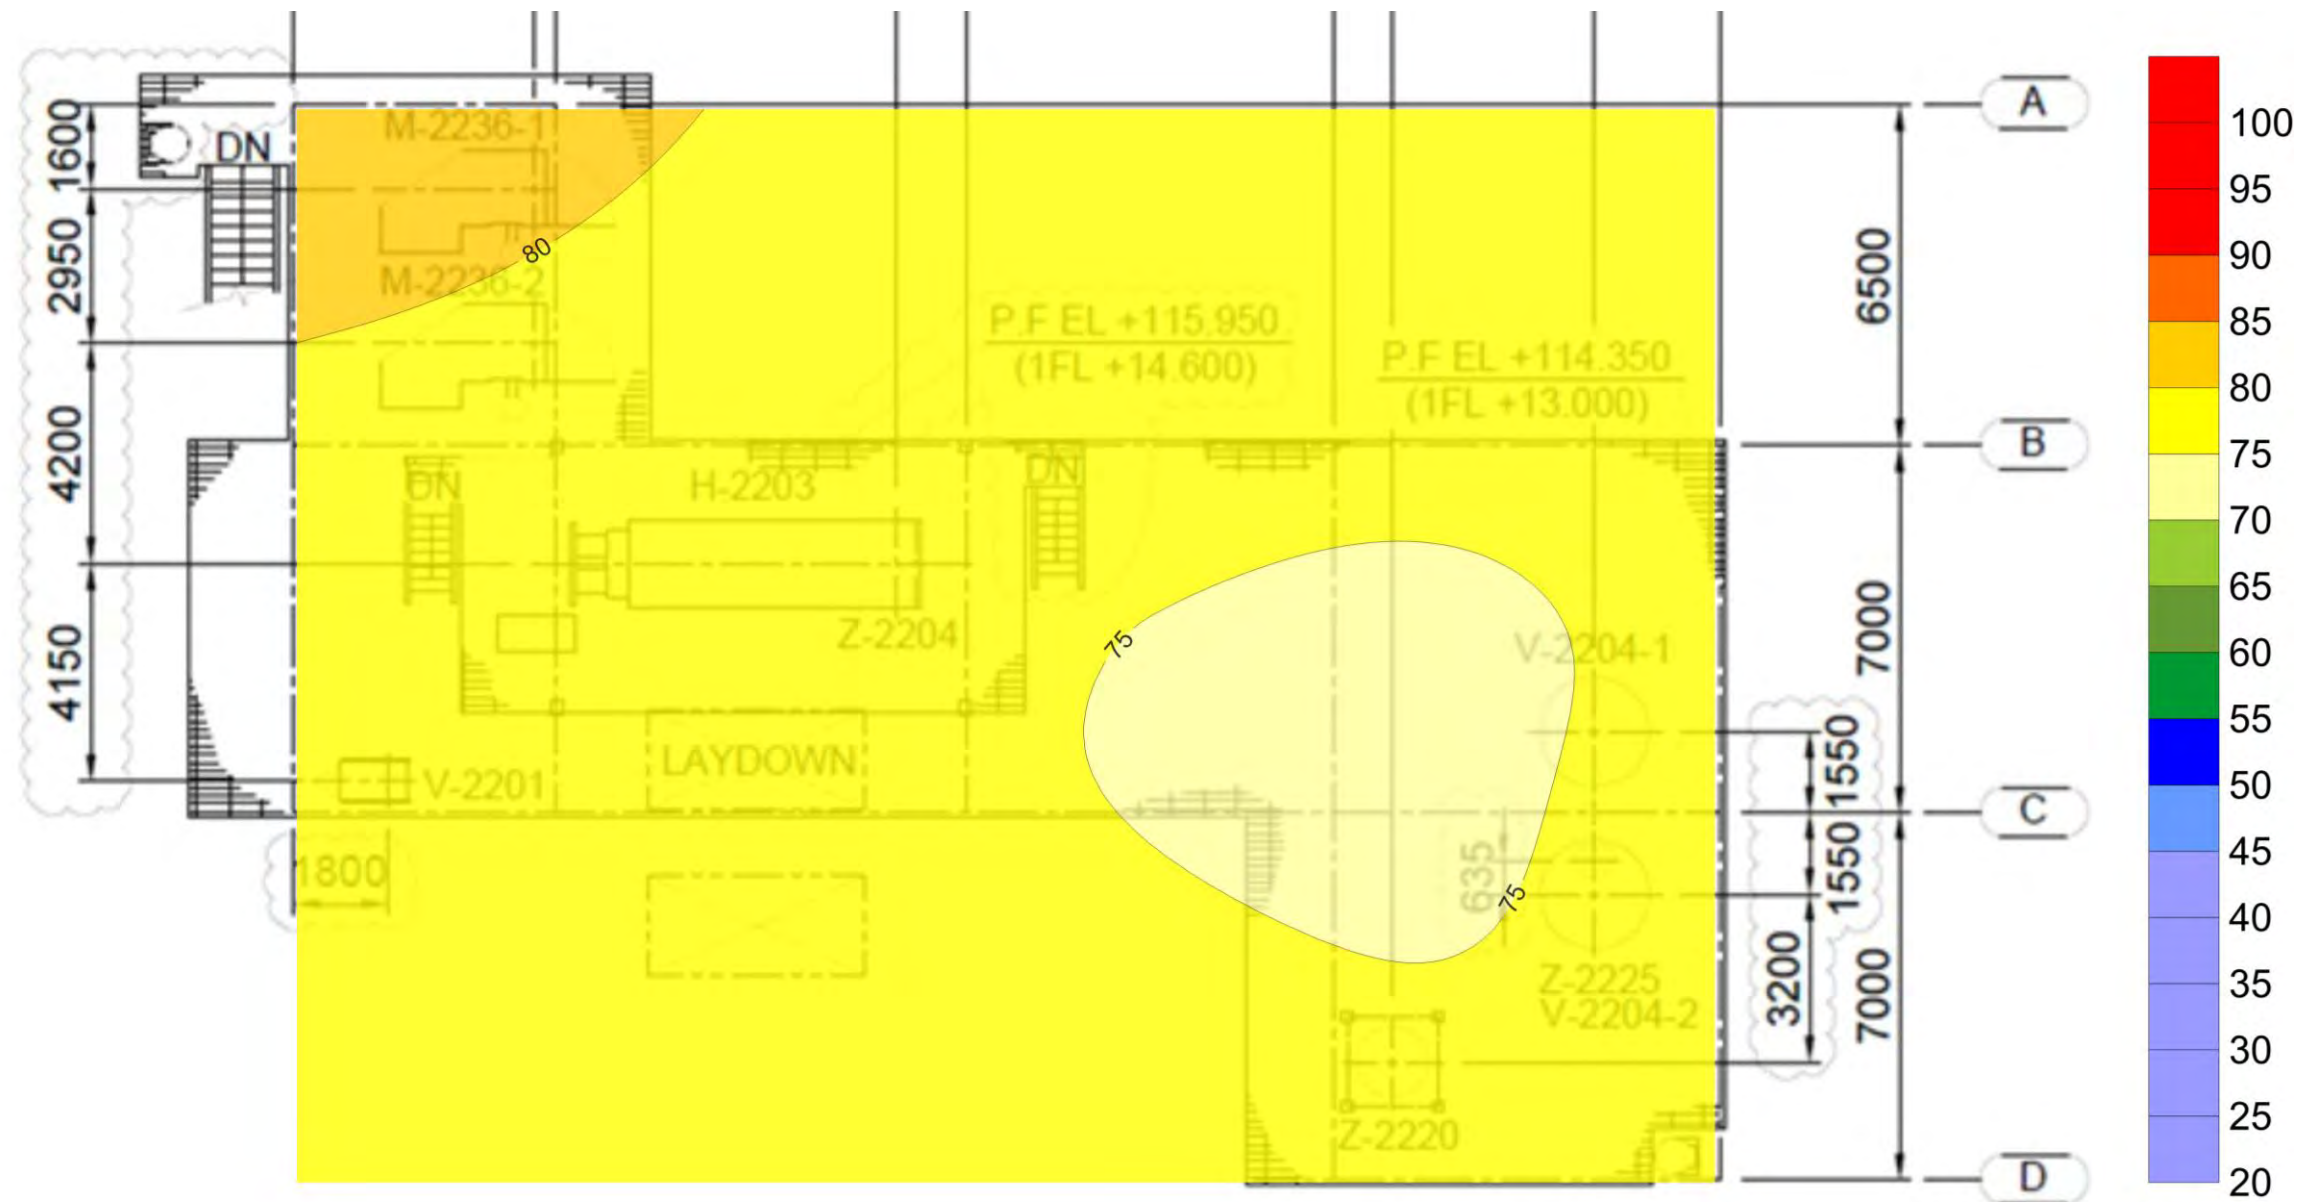 A
M-2236-1
1600
DN
100
95
2950
80
M-2236-2
90
6500
P.F EL +115.950
(1FL +14.600)
P.F EL +114.350
(1FL +13.000)
85
80
4200
B
75
DN
H-2203
DN
70
65
4150
Z-2204
75
V-2204-1
7000
60
55
LAYDOWN
V-2201
1550
50
C
1800
635
75
1550
45
40
3200
7000
Z-2225
V-2204-2
35
30
Z-2220
25
D
20